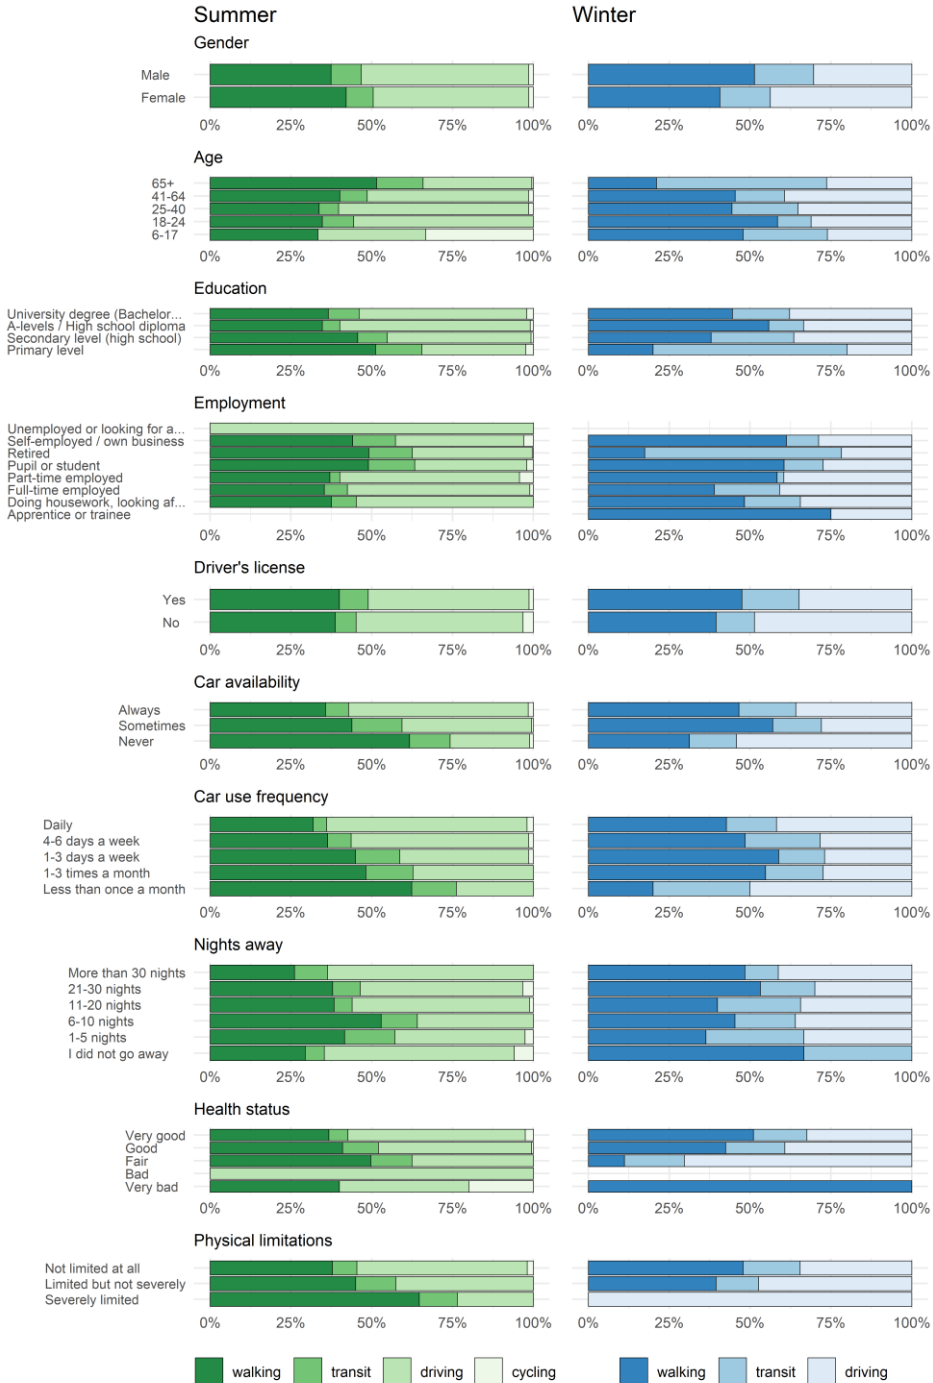 Summer Winter
Gender
Male
Female
0% 25% 50% 75% 100% 0% 25% 50% 75% 100%
Age
65+
41-64
25-40
18-24
6-17
0% 25% 50% 75% 100% 0% 25% 50% 75% 100%
Education
University degree (Bachelor...
A-levels / High school diploma
Secondary level (high school)
Primary level
0% 25% 50% 75% 100% 0% 25% 50% 75% 100%
Employment
Unemployed or looking for a...
Self-employed / own business
Retired
Pupil or student
Part-time employed
Full-time employed
Doing housework, looking af...
Apprentice or trainee
0% 25% 50% 75% 100% 0% 25% 50% 75% 100%
Driver's license
Yes
No
0% 25% 50% 75% 100% 0% 25% 50% 75% 100%
Car availability
Always
Sometimes
Never
0% 25% 50% 75% 100% 0% 25% 50% 75% 100%
Car use frequency
Daily
4-6 days a week
1-3 days a week
1-3 times a month
Less than once a month
0% 25% 50% 75% 100% 0% 25% 50% 75% 100%
Nights away
More than 30 nights
21-30 nights
11-20 nights
6-10 nights
1-5 nights
I did not go away
0% 25% 50% 75% 100% 0% 25% 50% 75% 100%
Health status
Very good
Good
Fair
Bad
Very bad
0% 25% 50% 75% 100% 0% 25% 50% 75% 100%
Physical limitations
Not limited at all
Limited but not severely
Severely limited
0% 25% 50% 75% 100% 0% 25% 50% 75% 100%
walking transit driving cycling walking transit driving